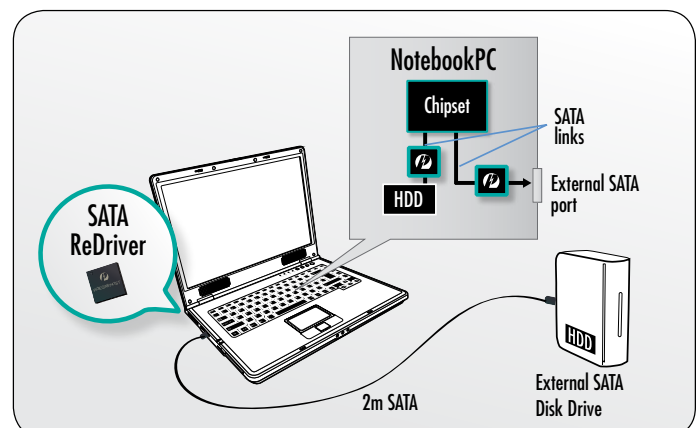 NotebookPC
Chipset
SATA
links
HDD
External SATA
port
SATA
ReDriver
HDD
2m SATA
External SATA
Disk Drive